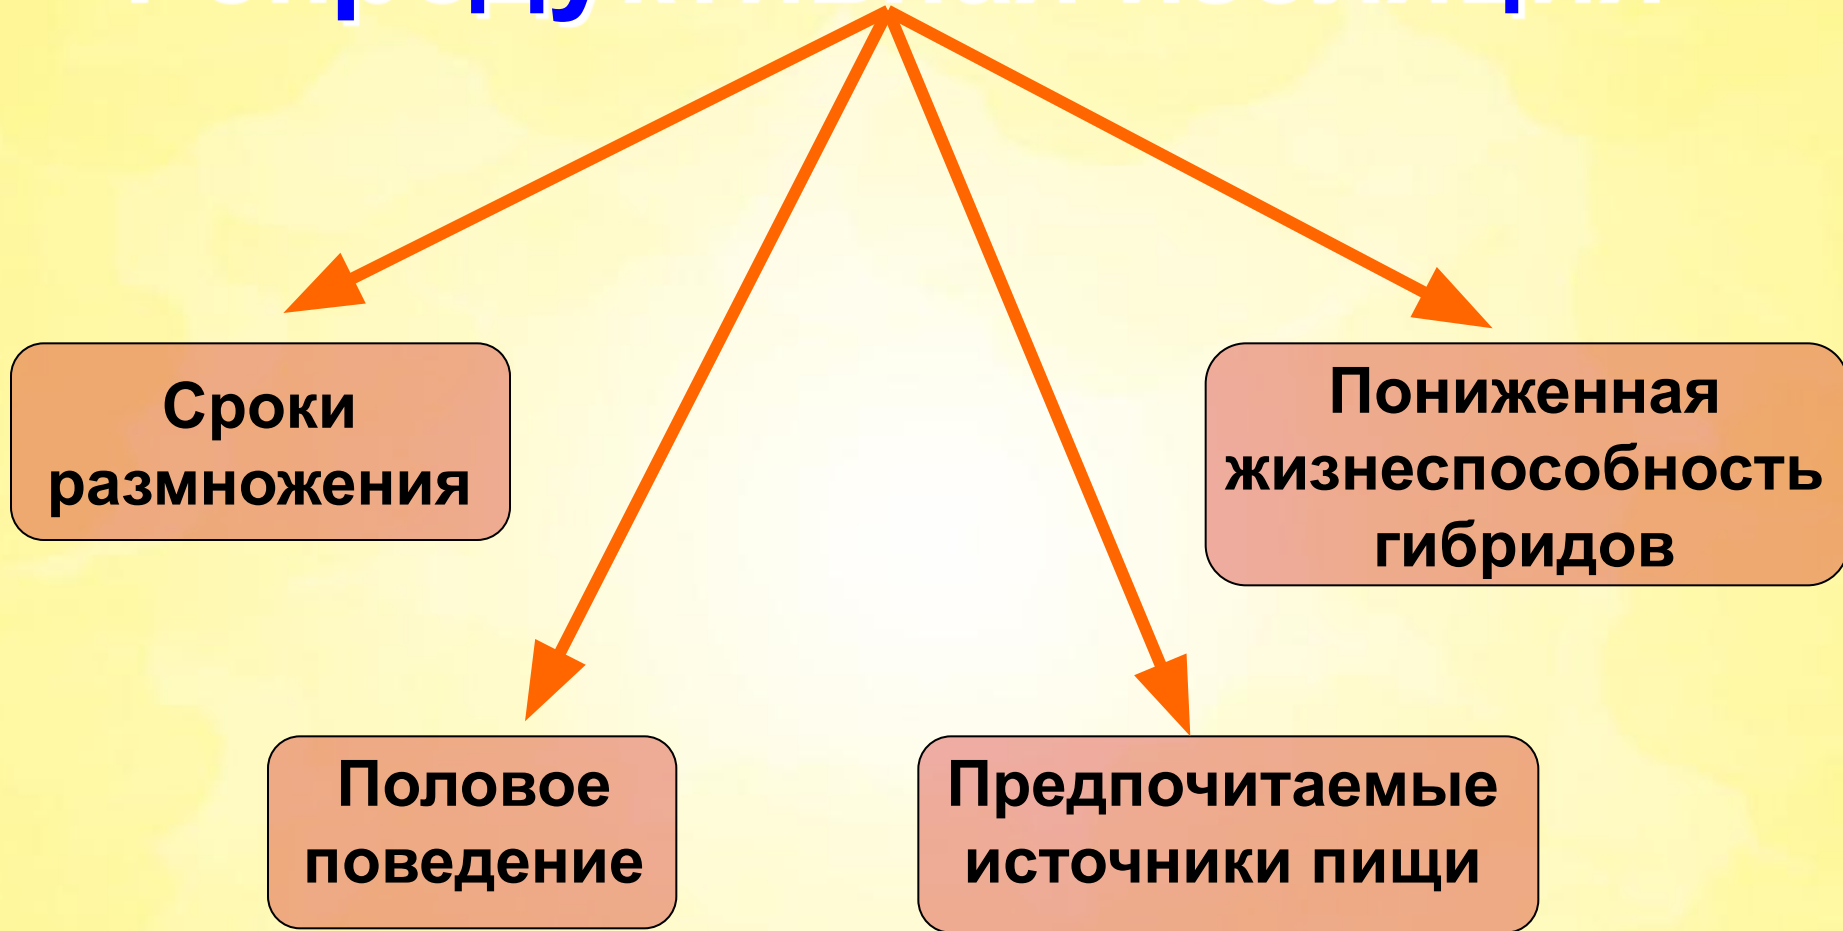 Сроки
размножения
Пониженная
жизнеспособность
гибридов
Половое
поведение
Предпочитаемые
источники пищи